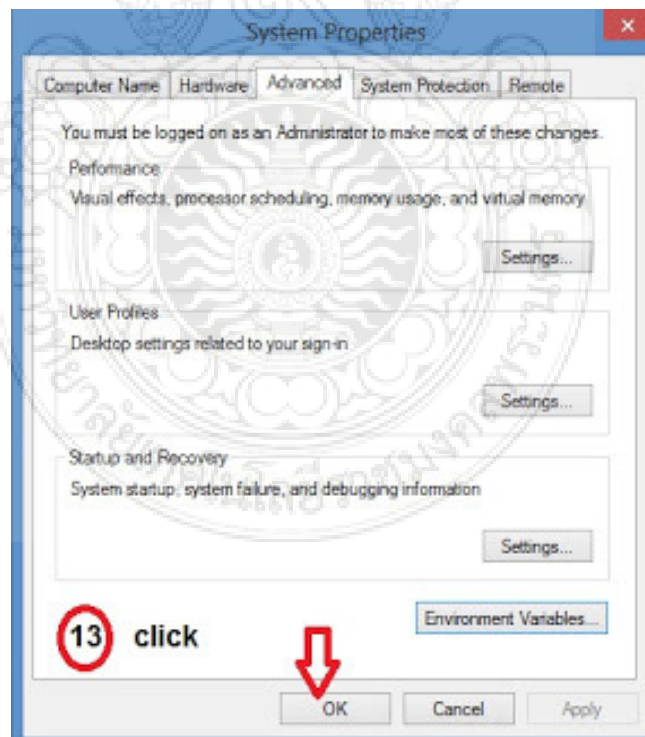 System Properties
Computer Name Hardware Advanced System Protection Remote
You must be logged on as an Administrator to make most of these changes.
Performance
Visual effects, processor scheduling, memory usage, and virtual memory
Settings...
User Profiles
Desktop settings related to your sign-in
Settings...
Startup and Recovery
System startup, system failure, and debugging information
Settings...
Environment Variables...
13 click
OK Cancel Apply